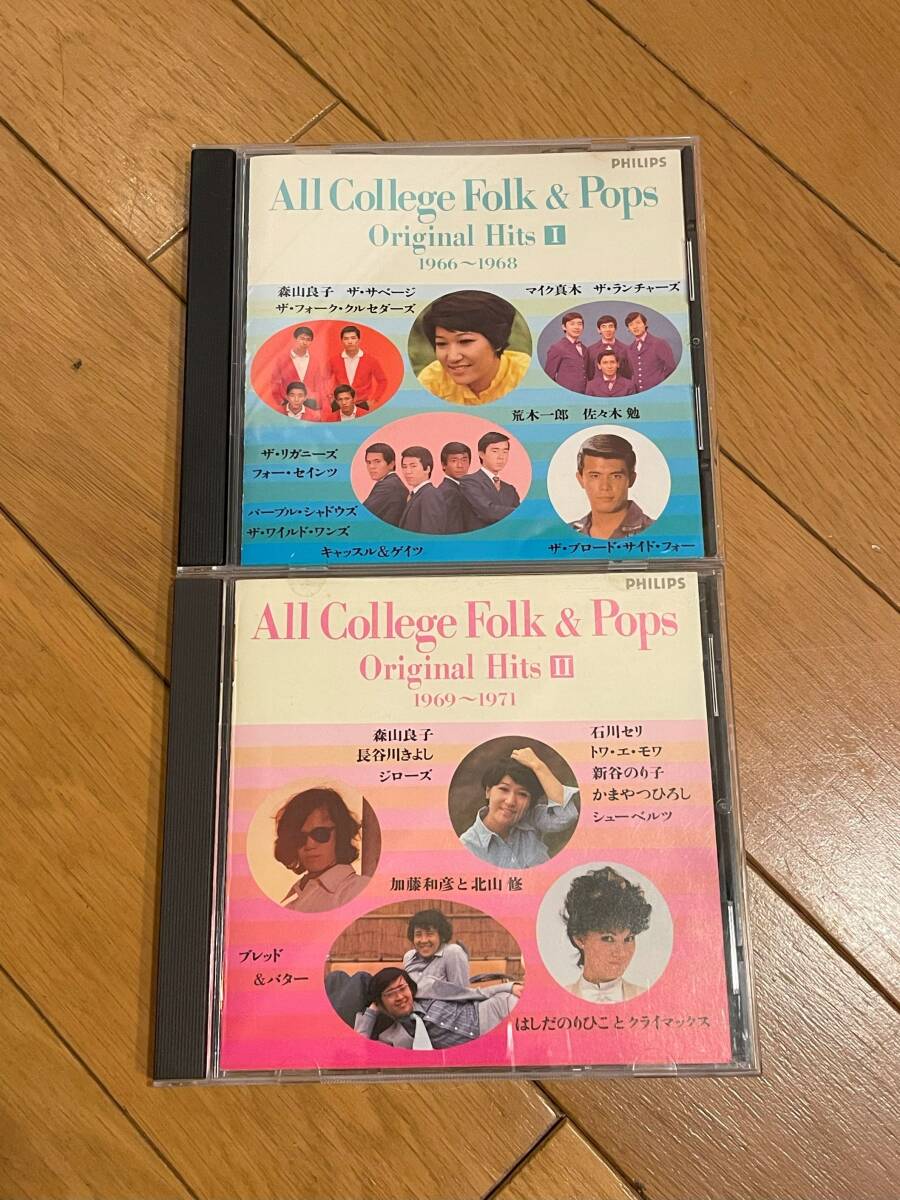 PHILIPS
All College Folk & Pops
Original Hits I
1966～1968
森山良子 ザ・サベージ
ザ・フォーク・クルセダーズ
マイク真木 ザ・ランチャーズ
荒木一郎 佐々木 勉
ザ・リガニーズ
フォー・セインツ
パープル・シャドウズ
ザ・ワイルド・ワンズ
キャッスル&ゲイツ
ザ・ブロード・サイド・フォー
PHILIPS
All College Folk & Pops
Original Hits II
1969～1971
森山良子
長谷川きよし
ジローズ
石川セリ
トワ・エ・モワ
新谷のり子
かまやつひろし
シューベルツ
加藤和彦と北山 修
ブレッド
&バター
はしだのりひことクライマックス